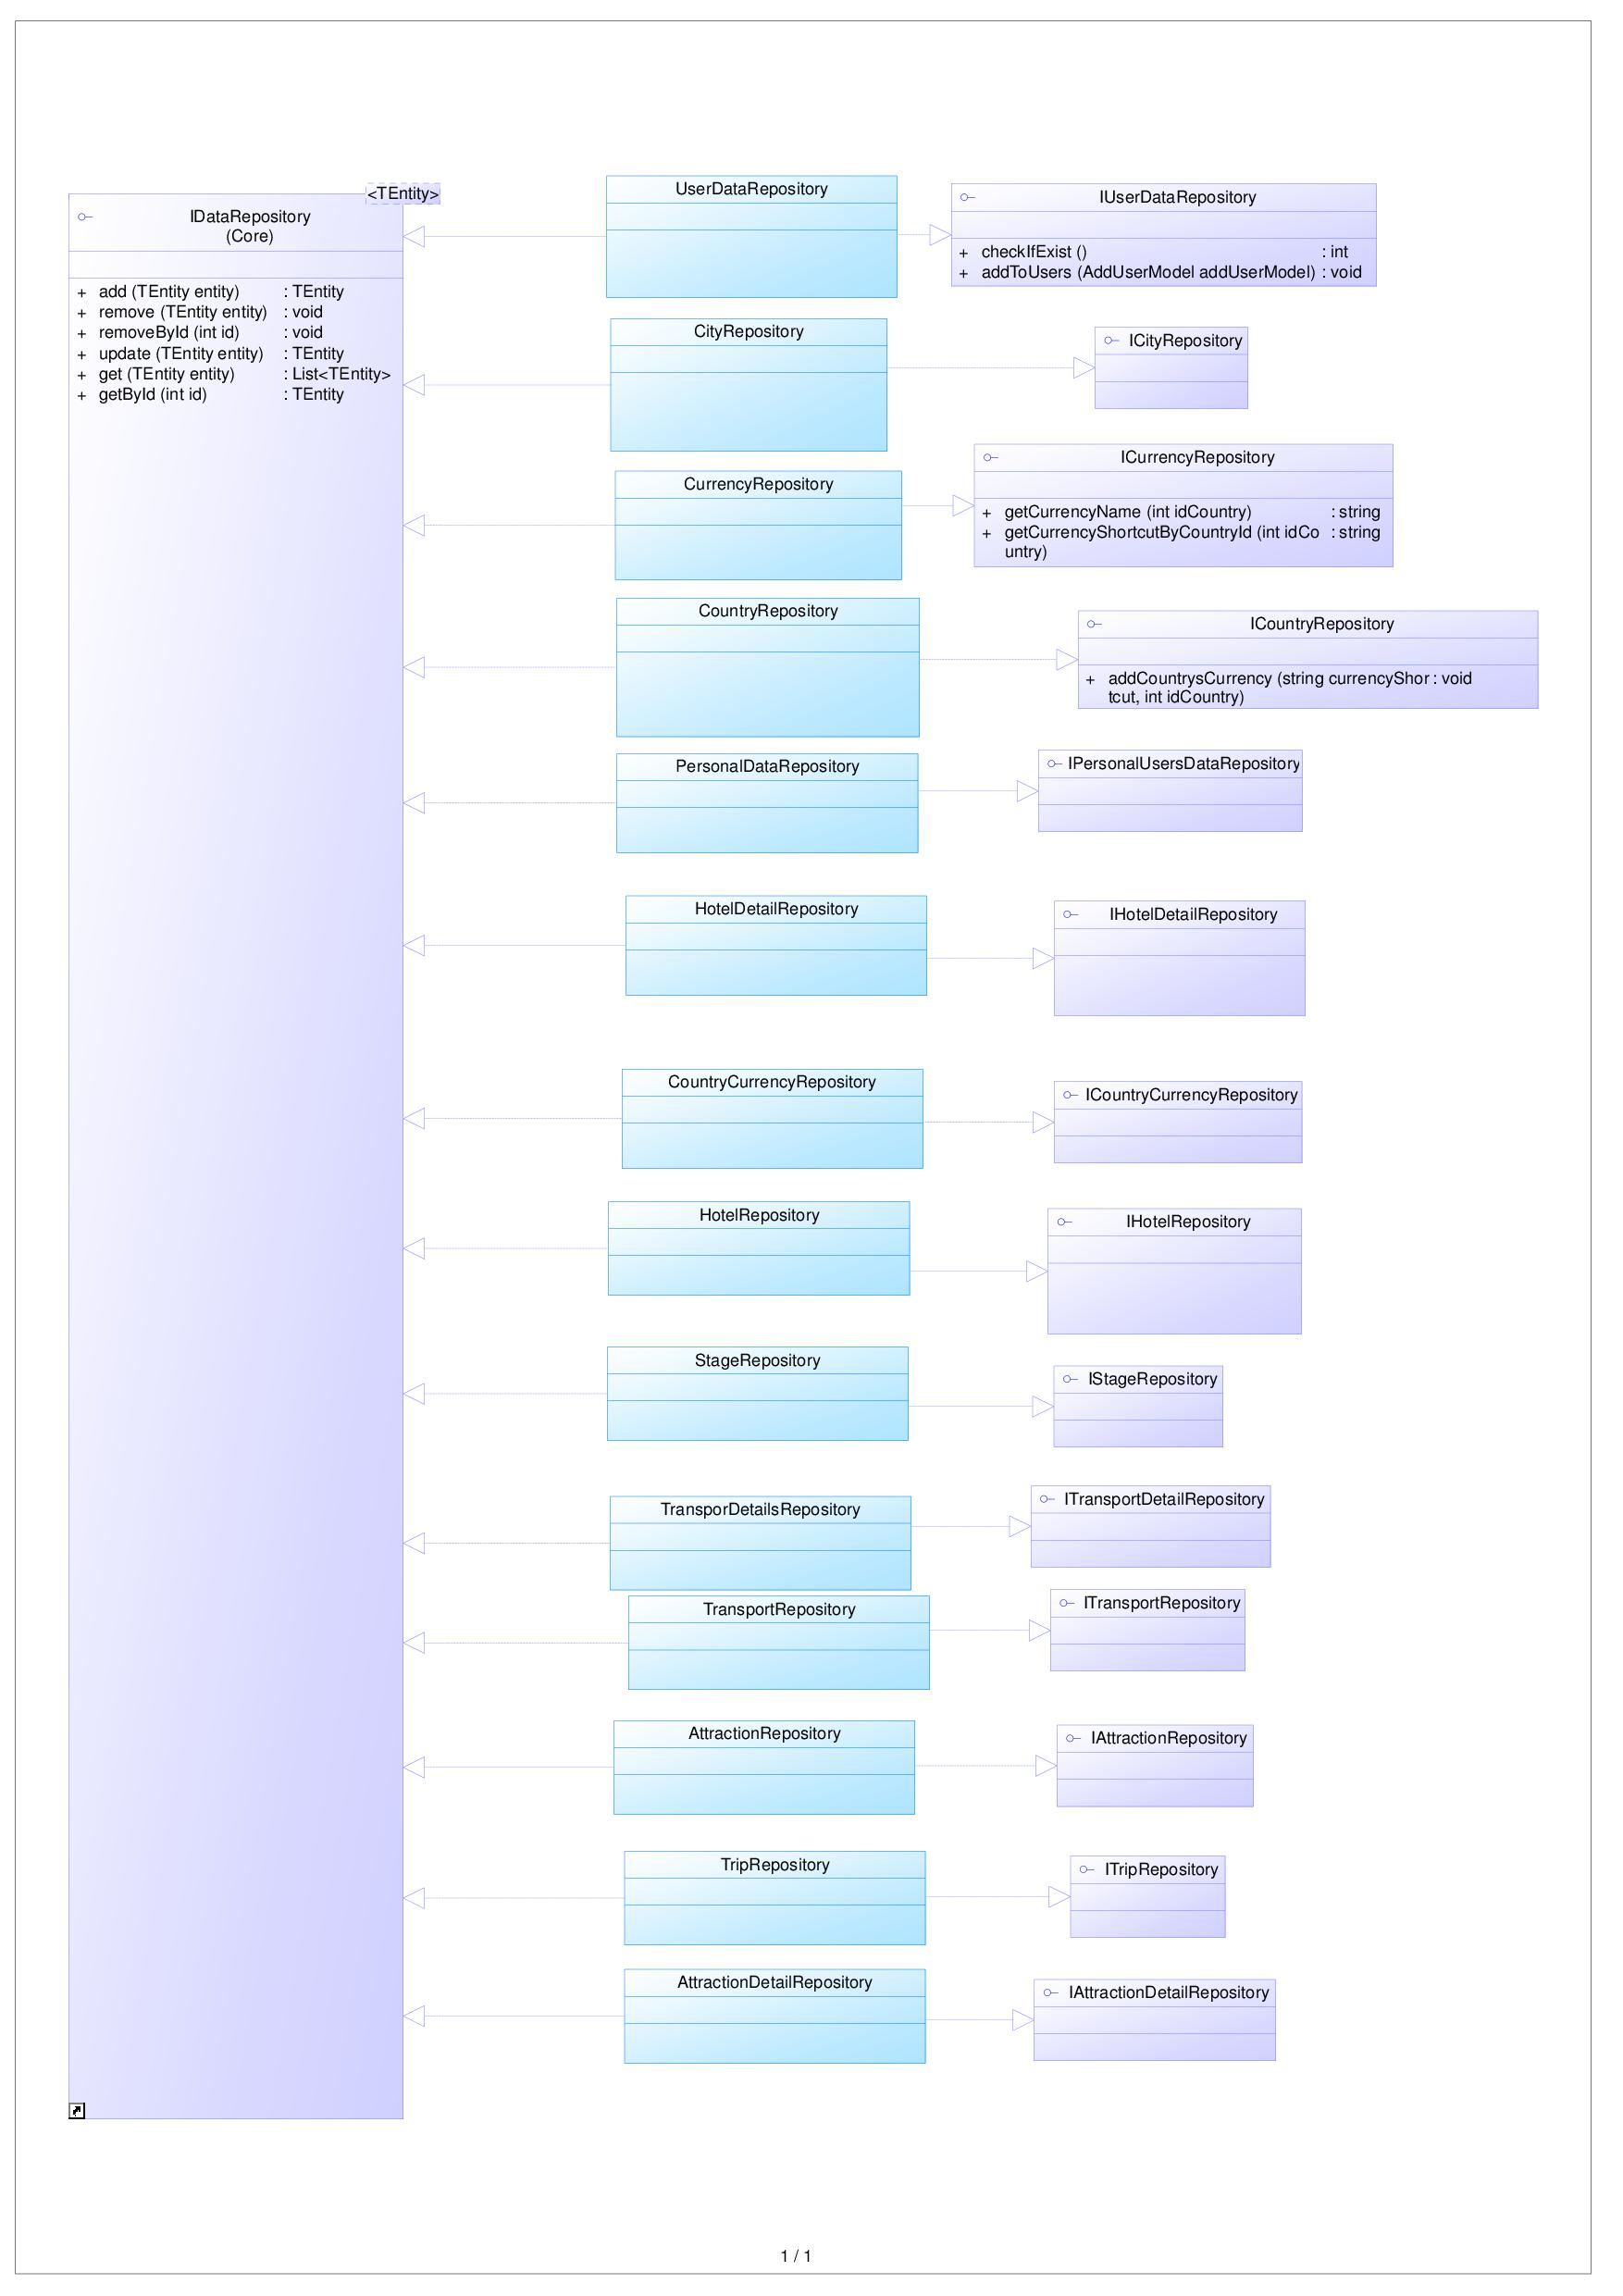 <TEntity>
IDataRepository
(Core)
+ add (TEntity entity) : TEntity
+ remove (TEntity entity) : void
+ removeById (int id) : void
+ update (TEntity entity) : TEntity
+ get (TEntity entity) : List<TEntity>
+ getById (int id) : TEntity
UserDataRepository
IUserDataRepository
+ checkIfExist () : int
+ addToUsers (AddUserModel addUserModel) : void
CityRepository
ICityRepository
CurrencyRepository
ICurrencyRepository
+ getCurrencyName (int idCountry) : string
+ getCurrencyShortcutByCountryId (int idCo : string
untry)
CountryRepository
ICountryRepository
+ addCountrysCurrency (string currencyShor : void
tcut, int idCountry)
PersonalDataRepository
IPersonalUsersDataRepository
HotelDetailRepository
IHotelDetailRepository
CountryCurrencyRepository
ICountryCurrencyRepository
HotelRepository
IHotelRepository
StageRepository
IStageRepository
TransporDetailsRepository
ITransportDetailRepository
TransportRepository
ITransportRepository
AttractionRepository
IAttractionRepository
TripRepository
ITripRepository
AttractionDetailRepository
IAttractionDetailRepository
1 / 1